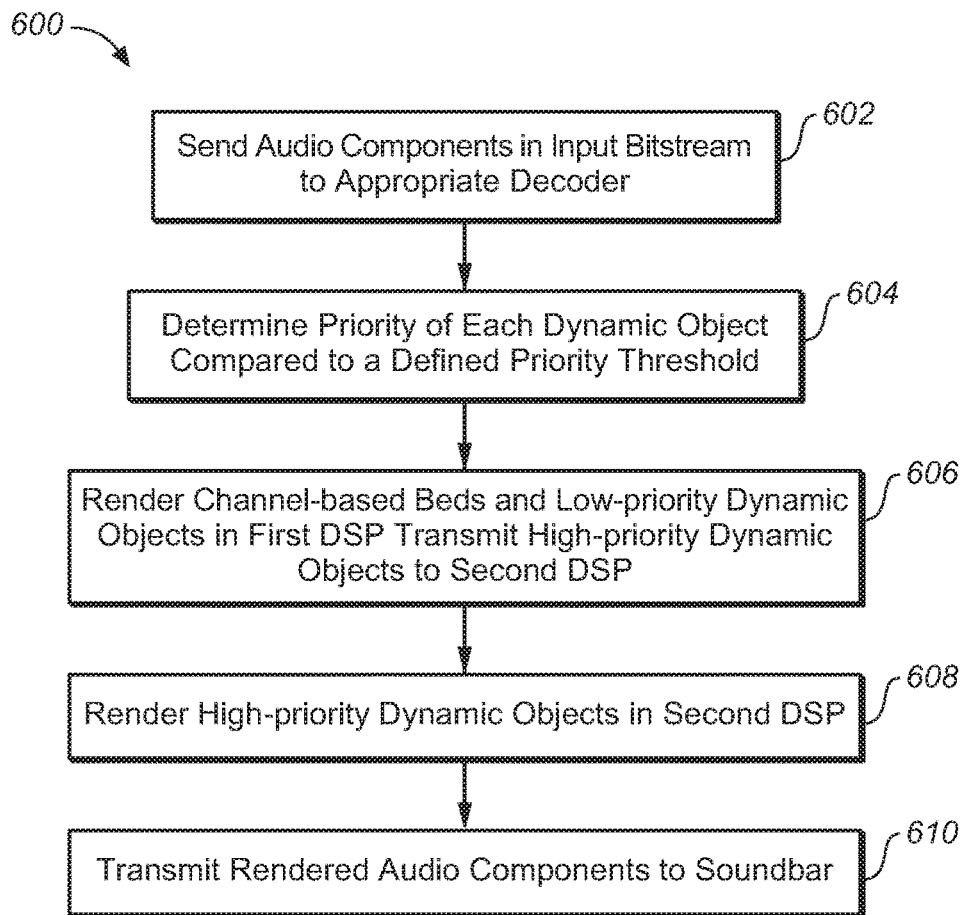 600
602
Send Audio Components in Input Bitstream
to Appropriate Decoder
604
Determine Priority of Each Dynamic Object
Compared to a Defined Priority Threshold
606
Render Channel-based Beds and Low-priority Dynamic
Objects in First DSP Transmit High-priority Dynamic
Objects to Second DSP
608
Render High-priority Dynamic Objects in Second DSP
610
Transmit Rendered Audio Components to Soundbar